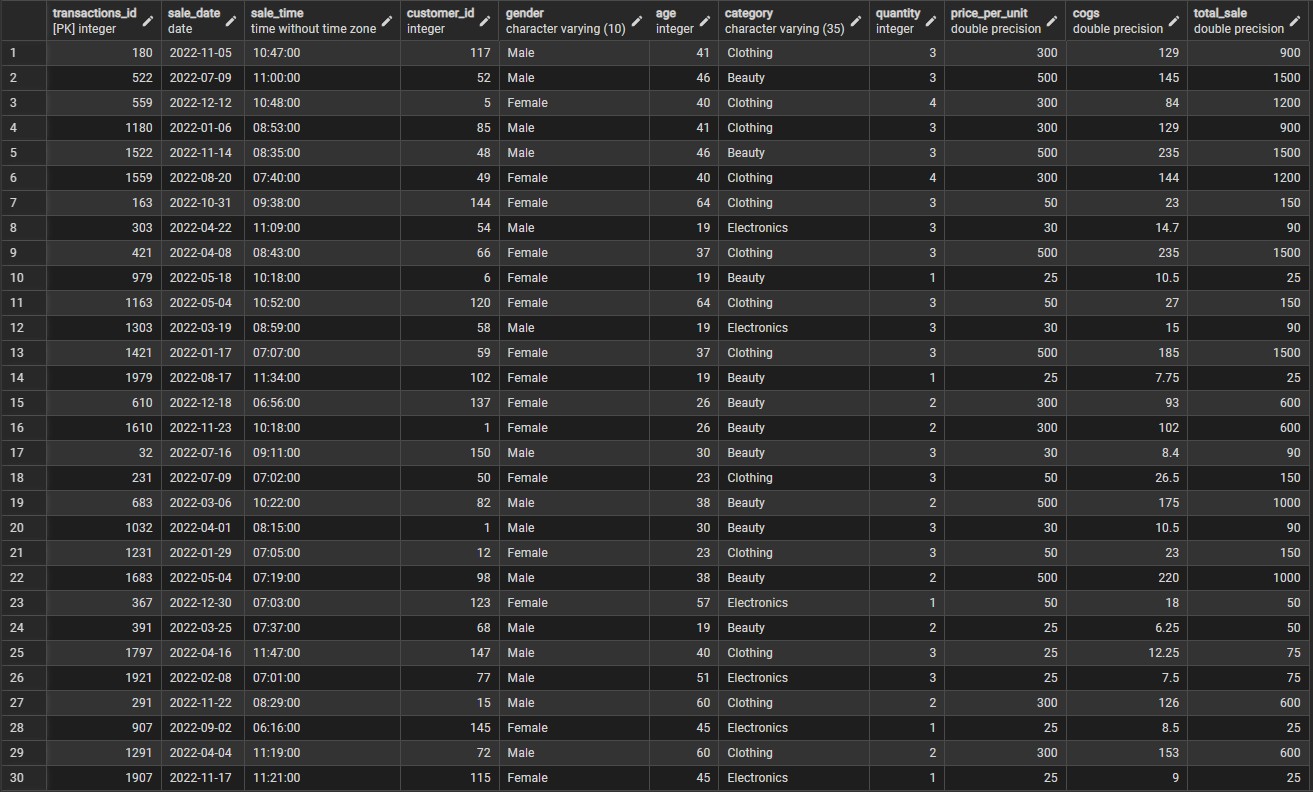 transactions_id sale_date sale_time customer_id gender age category quantity price_per_unit cogs total_sale
[PK] integer date time without time zone integer character varying (10) integer character varying (35) integer double precision double precision double precision
1 180 2022-11-05 10:47:00 117 Male 41 Clothing 3 300 129 900
2 522 2022-07-09 11:00:00 52 Male 46 Beauty 3 500 145 1500
3 559 2022-12-12 10:48:00 5 Female 40 Clothing 4 300 84 1200
4 1180 2022-01-06 08:53:00 85 Male 41 Clothing 3 300 129 900
5 1522 2022-11-14 08:35:00 48 Male 46 Beauty 3 500 235 1500
6 1559 2022-08-20 07:40:00 49 Female 40 Clothing 4 300 144 1200
7 163 2022-10-31 09:38:00 144 Female 64 Clothing 3 50 23 150
8 303 2022-04-22 11:09:00 54 Male 19 Electronics 3 30 14.7 90
9 421 2022-04-08 08:43:00 66 Female 37 Clothing 3 500 235 1500
10 979 2022-05-18 10:18:00 6 Female 19 Beauty 1 25 10.5 25
11 1163 2022-05-04 10:52:00 120 Female 64 Clothing 3 50 27 150
12 1303 2022-03-19 08:59:00 58 Male 19 Electronics 3 30 15 90
13 1421 2022-01-17 07:07:00 59 Female 37 Clothing 3 500 185 1500
14 1979 2022-08-17 11:34:00 102 Female 19 Beauty 1 25 7.75 25
15 610 2022-12-18 06:56:00 137 Female 26 Beauty 2 300 93 600
16 1610 2022-11-23 10:18:00 1 Female 26 Beauty 2 300 102 600
17 32 2022-07-16 09:11:00 150 Male 30 Beauty 3 30 8.4 90
18 231 2022-07-09 07:02:00 50 Female 23 Clothing 3 50 26.5 150
19 683 2022-03-06 10:22:00 82 Male 38 Beauty 2 500 175 1000
20 1032 2022-04-01 08:15:00 1 Male 30 Beauty 3 30 10.5 90
21 1231 2022-01-29 07:05:00 12 Female 23 Clothing 3 50 23 150
22 1683 2022-05-04 07:19:00 98 Male 38 Beauty 2 500 220 1000
23 367 2022-12-30 07:03:00 123 Female 57 Electronics 1 50 18 50
24 391 2022-03-25 07:37:00 68 Male 19 Beauty 2 25 6.25 50
25 1797 2022-04-16 11:47:00 147 Male 40 Clothing 3 25 12.25 75
26 1921 2022-02-08 07:01:00 77 Male 51 Electronics 3 25 7.5 75
27 291 2022-11-22 08:29:00 15 Male 60 Clothing 2 300 126 600
28 907 2022-09-02 06:16:00 145 Female 45 Electronics 1 25 8.5 25
29 1291 2022-04-04 11:19:00 72 Male 60 Clothing 2 300 153 600
30 1907 2022-11-17 11:21:00 115 Female 45 Electronics 1 25 9 25